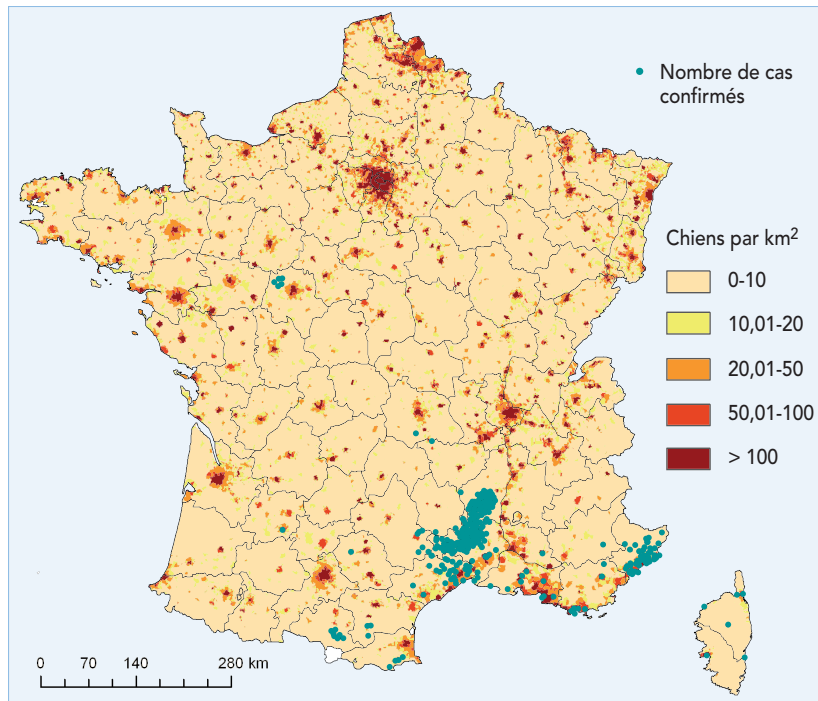 Nombre de cas
confirmés
Chiens par km²
0-10
10,01-20
20,01-50
50,01-100
> 100
0 70 140 280 km